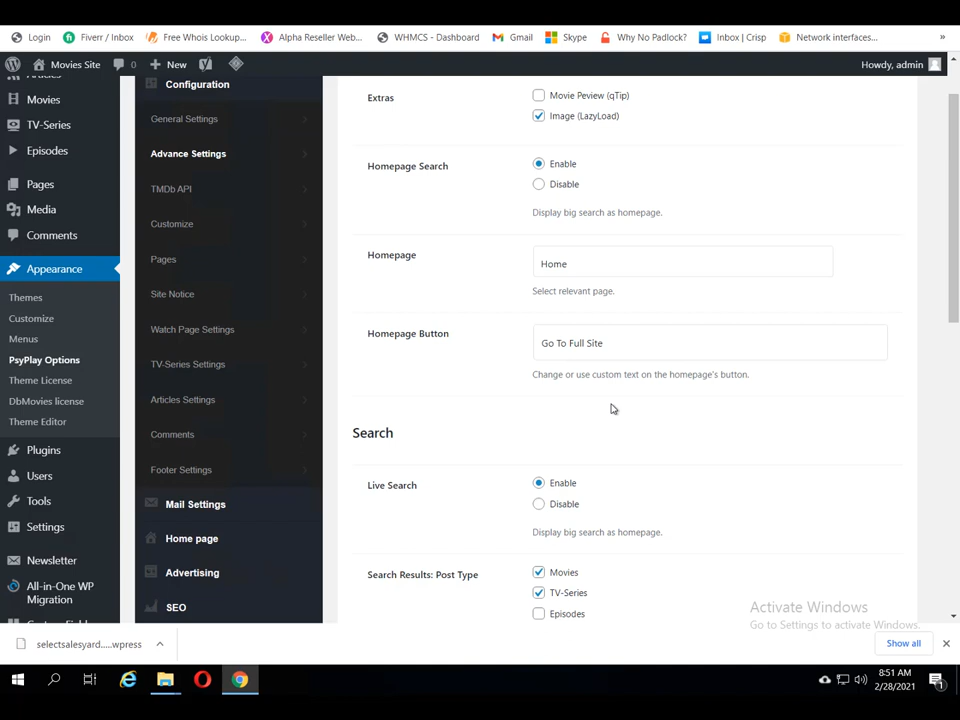 Login
Fiverr / Inbox
Free Whois Lookup...
Alpha Reseller Web...
WHMCS - Dashboard
Gmail
Skype
Why No Padlock?
Inbox | Crisp
Network interfaces...
»
Movies Site
0
New
Howdy, admin
Movies
TV-Series
Episodes
Pages
Media
Comments
Appearance
Themes
Customize
Menus
PsyPlay Options
Theme License
DbMovies license
Theme Editor
Plugins
Users
Tools
Settings
Newsletter
All-in-One WP
Migration
Configuration
General Settings
Advance Settings
TMDb API
Customize
Pages
Site Notice
Watch Page Settings
TV-Series Settings
Articles Settings
Comments
Footer Settings
Mail Settings
Home page
Advertising
SEO
Extras
Movie Peview (qTip)
Image (LazyLoad)
Homepage Search
Enable
Disable
Display big search as homepage.
Homepage
Home
Select relevant page.
Homepage Button
Go To Full Site
Change or use custom text on the homepage's button.
Search
Live Search
Enable
Disable
Display big search as homepage.
Search Results: Post Type
Movies
TV-Series
Episodes
Activate Windows
Go to Settings to activate Windows.
selectsalesyard.....wpress
Show all
8:51 AM
2/28/2021
1